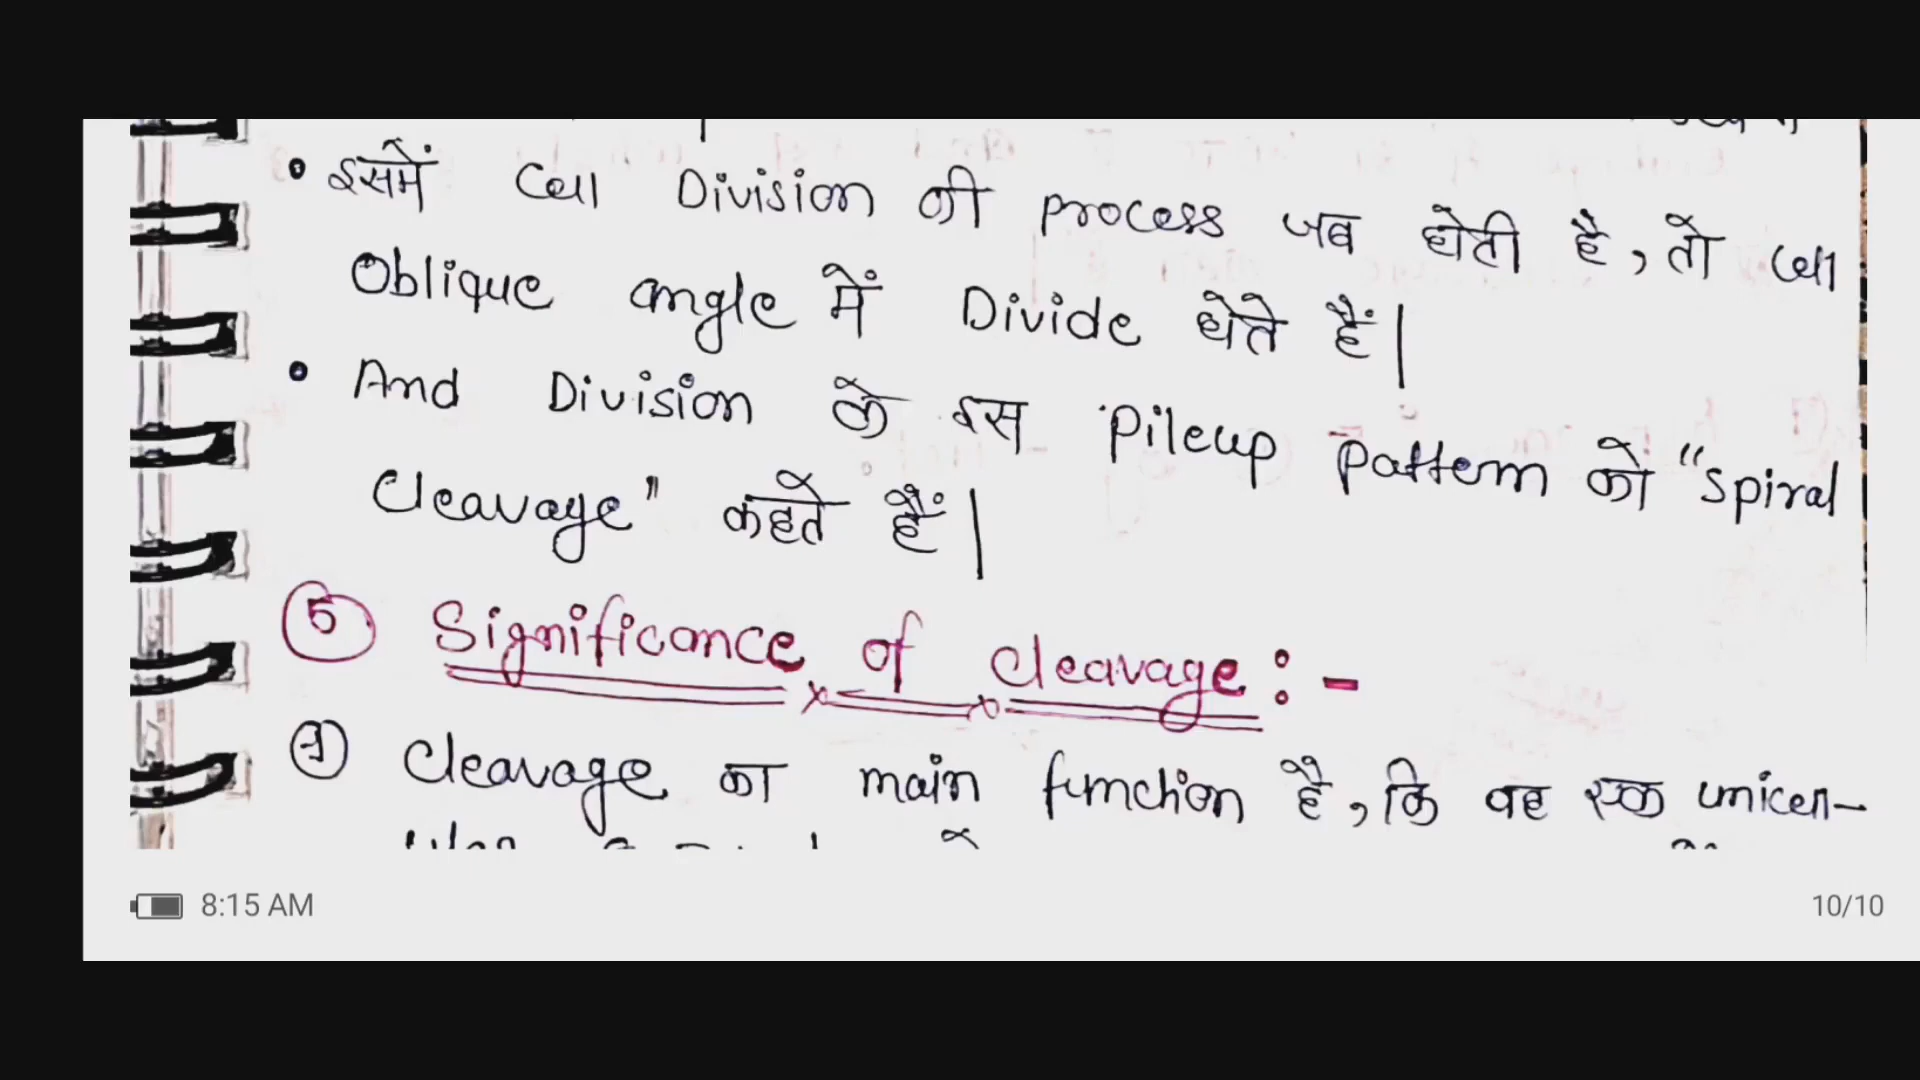 • इसमें Cell Division की process जब होती है, तो Cell
Oblique angle में Divide होते हैं|
• And Division के इस Pileup Pattern को "Spiral
Cleavage" कहते हैं|
5 Significance of Cleavage :-
1 Cleavage का main function है, कि वह एक unicell-
8:15 AM
10/10